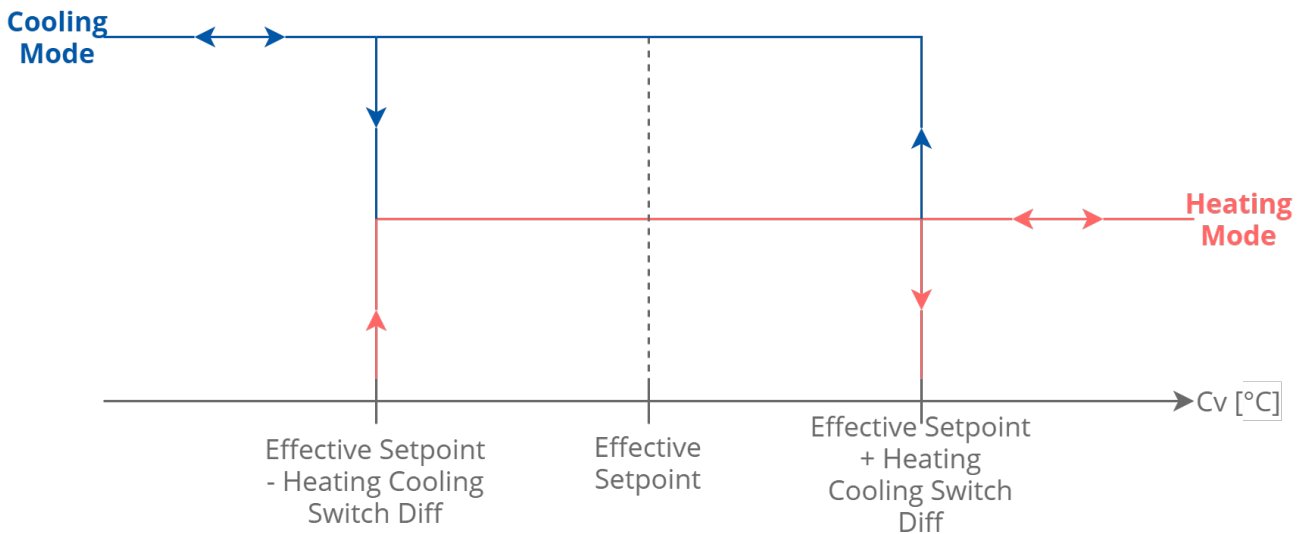 Cooling
Mode
Heating
Mode
Cv [°C]
Effective Setpoint
- Heating Cooling
Switch Diff
Effective
Setpoint
Effective Setpoint
+ Heating
Cooling Switch
Diff